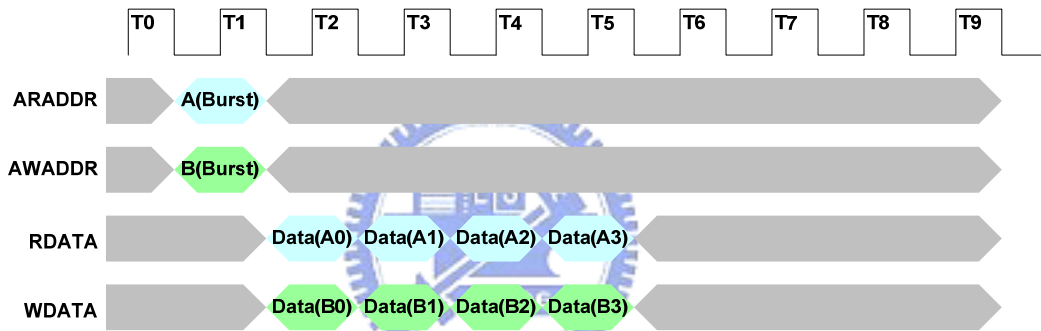 T0 T1 T2 T3 T4 T5 T6 T7 T8 T9
ARADDR A(Burst)
AWADDR B(Burst)
RDATA Data(A0) Data(A1) Data(A2) Data(A3)
WDATA Data(B0) Data(B1) Data(B2) Data(B3)